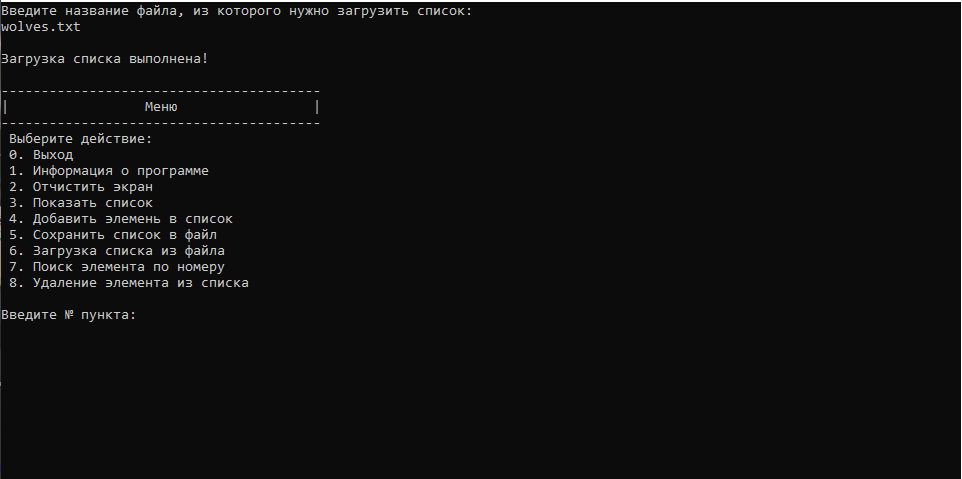 Введите название файла, из которого нужно загрузить список:
wolves.txt
Загрузка списка выполнена!
----------------------------------------
|                 Меню                 |
----------------------------------------
Выберите действие:
0. Выход
1. Информация о программе
2. Отчистить экран
3. Показать список
4. Добавить элемень в список
5. Сохранить список в файл
6. Загрузка списка из файла
7. Поиск элемента по номеру
8. Удаление элемента из списка
Введите № пункта: